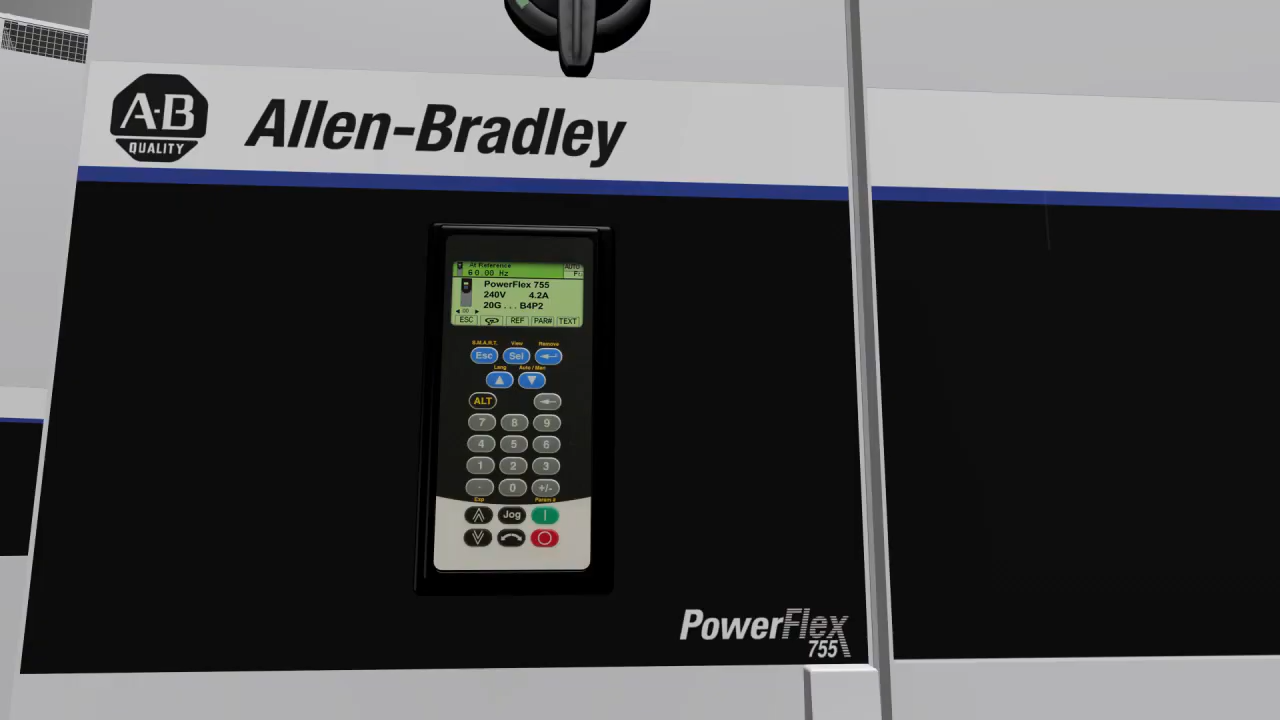 A-B
QUALITY
Allen-Bradley
At Reference
60.00 Hz
AUTO
F
PowerFlex 755
240V 4.2A
20G . . . B4P2
ESC REF PAR# TEXT
S.M.A.R.T. View Remove
Esc Sel
Lang Auto / Man
ALT
7 8 9
4 5 6
1 2 3
. 0 +/-
Exp Param #
Jog
PowerFlex
755